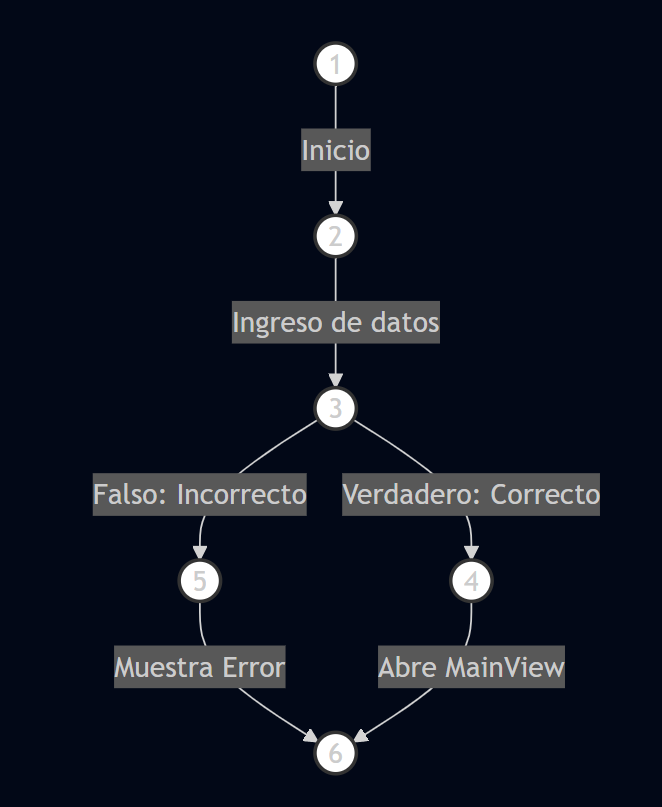 1
Inicio
2
Ingreso de datos
3
Falso: Incorrecto
Verdadero: Correcto
5
4
Muestra Error
Abre MainView
6